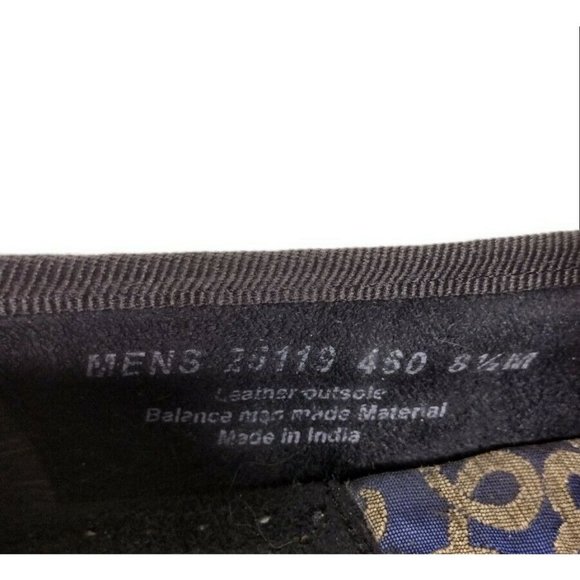 MENS 25119 460 8½M
Leather outsole
Balance man made Material
Made in India